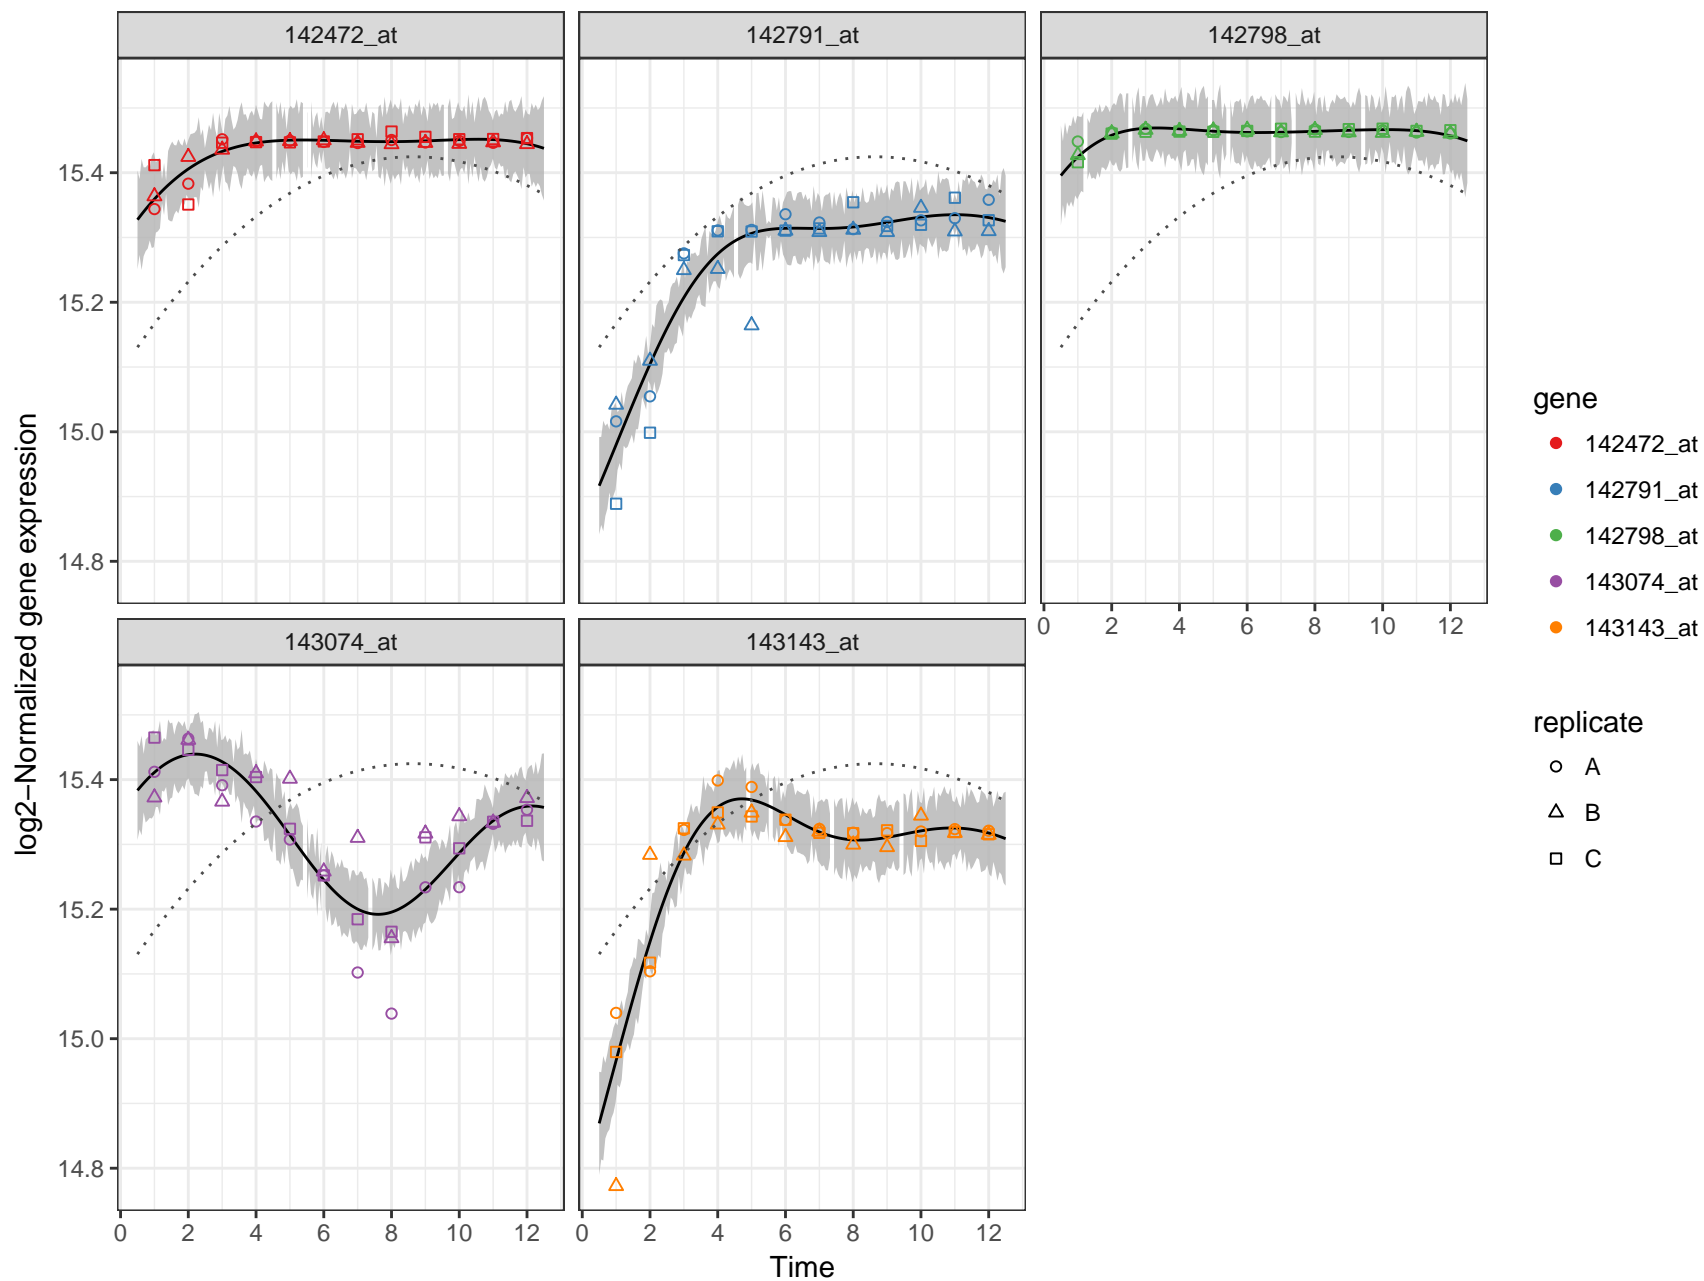 142472_at
142791_at
142798_at
15.4
15.2
15.0
14.8
0 2 4 6 8 10 12
143074_at
143143_at
15.4
15.2
15.0
14.8
0 2 4 6 8 10 12
0 2 4 6 8 10 12
Time
log2−Normalized gene expression
gene
142472_at
142791_at
142798_at
143074_at
143143_at
replicate
A
B
C